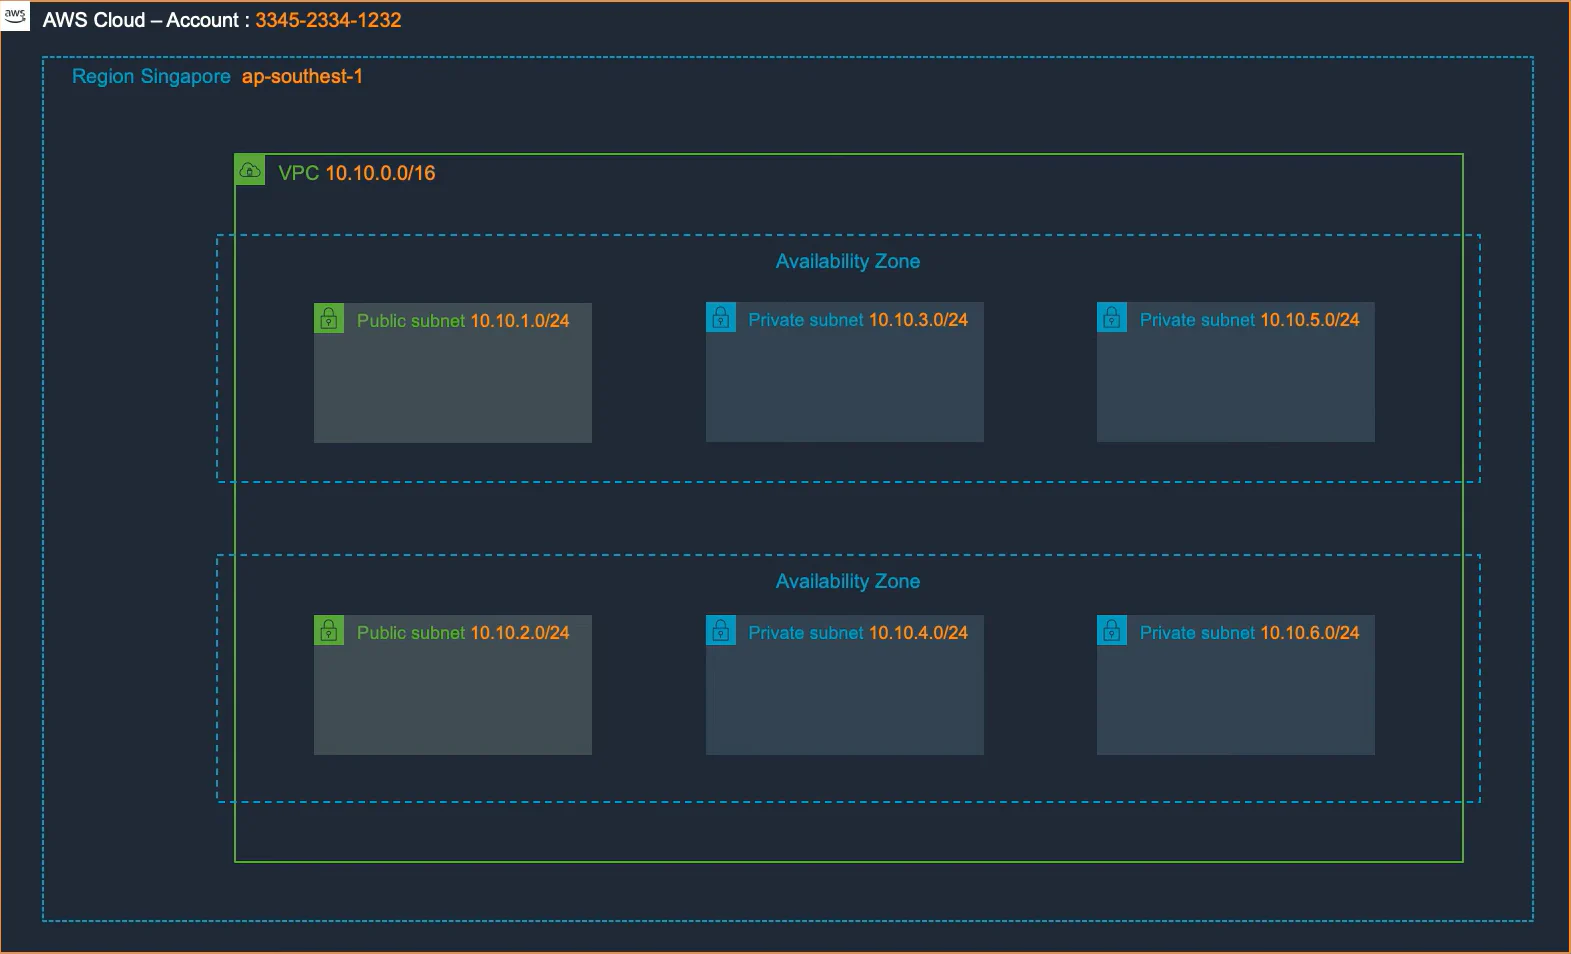 aws
AWS Cloud – Account : 3345-2334-1232
Region Singapore ap-southest-1
VPC 10.10.0.0/16
Availability Zone
Public subnet 10.10.1.0/24
Private subnet 10.10.3.0/24
Private subnet 10.10.5.0/24
Availability Zone
Public subnet 10.10.2.0/24
Private subnet 10.10.4.0/24
Private subnet 10.10.6.0/24